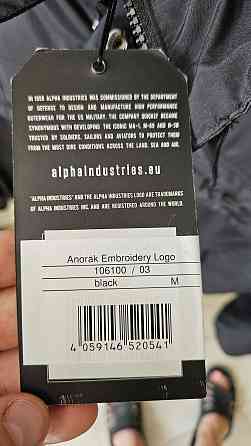 IN 1959 ALPHA INDUSTRIES WAS COMMISSIONED BY THE DEPARTMENT
OF DEFENSE TO DESIGN AND MANUFACTURE HIGH PERFORMANCE
OUTERWEAR FOR THE US MILITARY. THE COMPANY QUICKLY BECAME
SYNONYMOUS WITH DEVELOPING THE ICONIC MA-1, M-65 AND N-3B
TRUSTED BY SOLDIERS, SAILORS AND AVIATORS TO PROTECT THEM
FROM THE MOST DIRE CONDITIONS ACROSS THE LAND, SEA AND AIR.
alphaindustries.eu
"ALPHA INDUSTRIES" AND THE ALPHA INDUSTRIES LOGO ARE TRADEMARKS
OF ALPHA INDUSTRIES INC. AND ARE REGISTERED AROUND THE WORLD.
Anorak Embroidery Logo
106100 / 03
black M
4 059146 520541